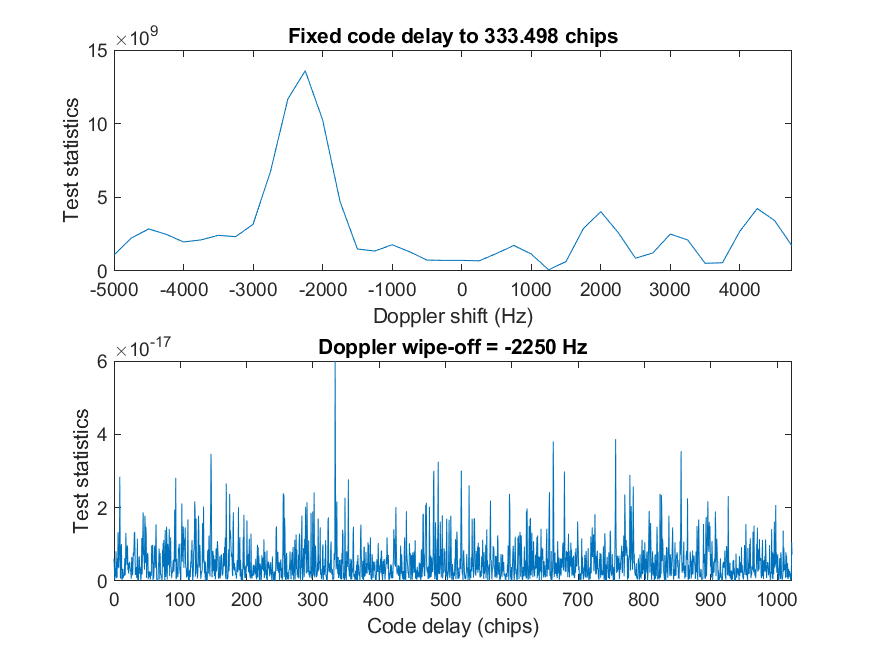 ×10^9
Fixed code delay to 333.498 chips
15
10
5
0
Test statistics
-5000 -4000 -3000 -2000 -1000 0 1000 2000 3000 4000
Doppler shift (Hz)
×10^-17
Doppler wipe-off = -2250 Hz
6
4
2
0
Test statistics
0 100 200 300 400 500 600 700 800 900 1000
Code delay (chips)